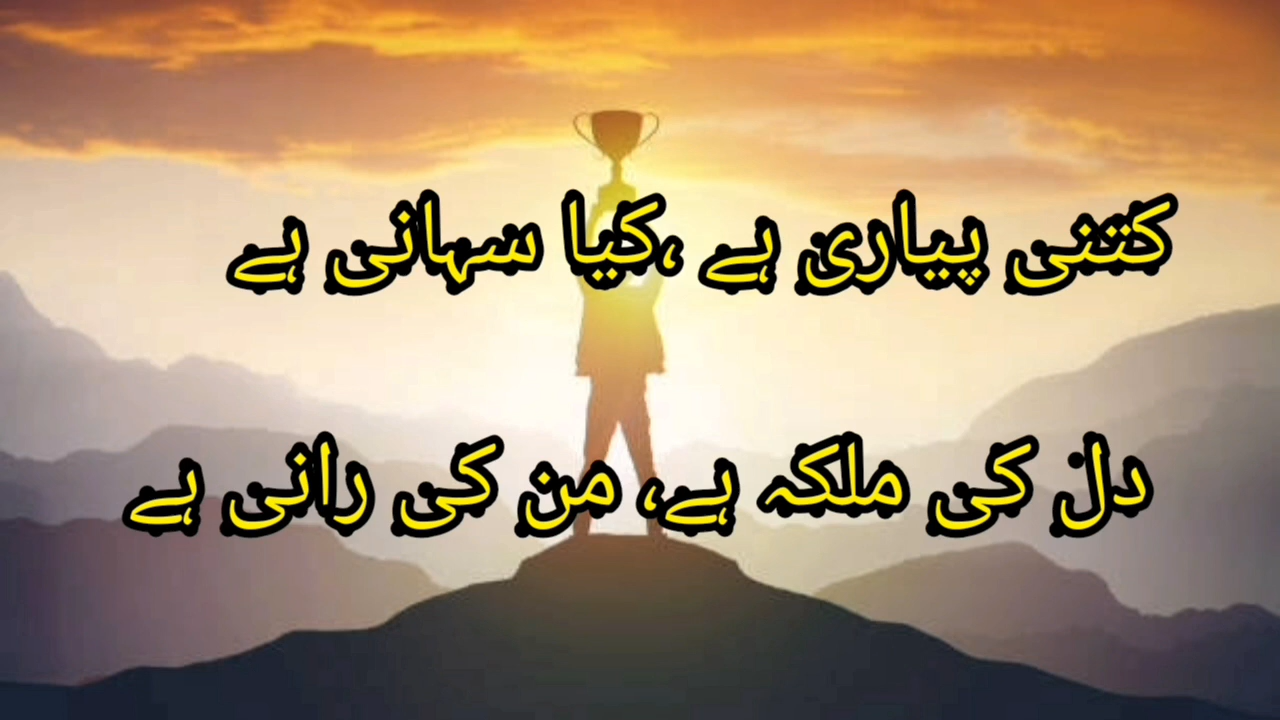 کتنی پیاری ہے ،کیا سہانی ہے
دل کی ملکہ ہے، من کی رانی ہے